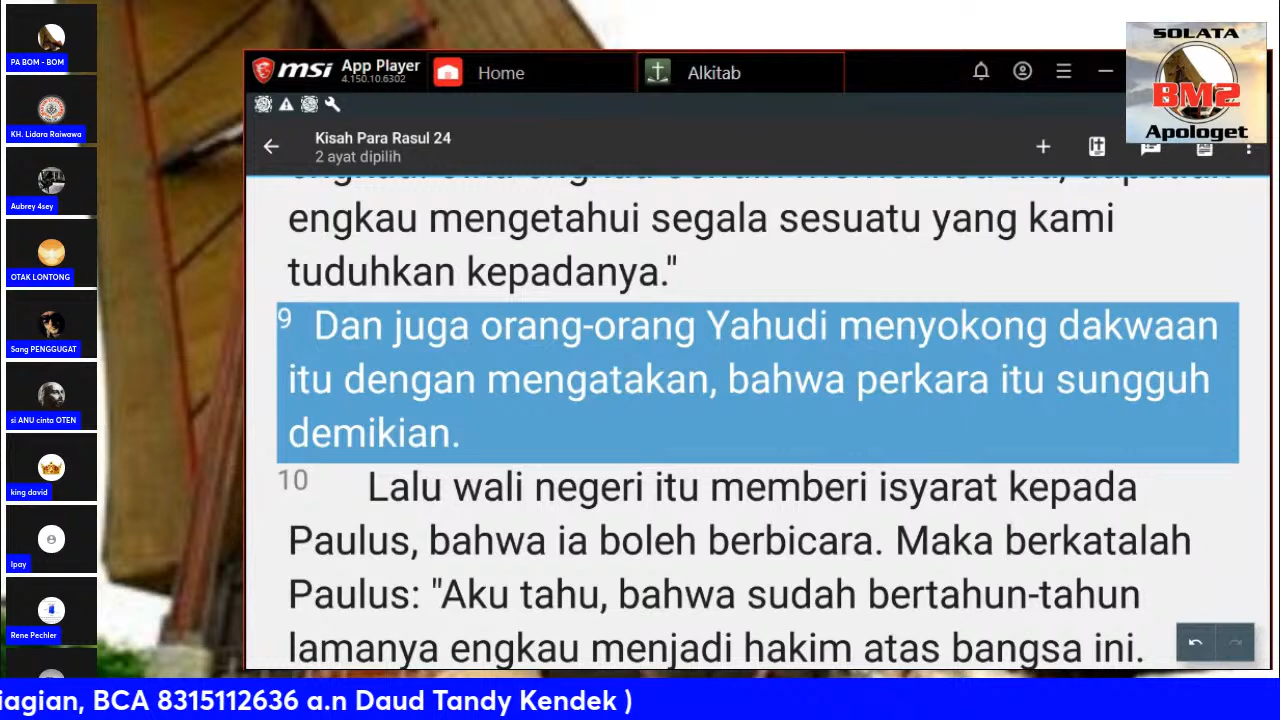 PA BOM - BOM
KH. Lidara Raiwawa
Aubrey 4sey
OTAK LONTONG
Sang PENGGUGAT
si ANU cinta OTEN
king david
Ipay
Rene Pechler
msi App Player
4.150.10.6302
Home
Alkitab
SOLATA
BM2
Apologet
Kisah Para Rasul 24
2 ayat dipilih
engkau mengetahui segala sesuatu yang kami
tuduhkan kepadanya."
9 Dan juga orang-orang Yahudi menyokong dakwaan
itu dengan mengatakan, bahwa perkara itu sungguh
demikian.
10 Lalu wali negeri itu memberi isyarat kepada
Paulus, bahwa ia boleh berbicara. Maka berkatalah
Paulus: "Aku tahu, bahwa sudah bertahun-tahun
lamanya engkau menjadi hakim atas bangsa ini.
iagian, BCA 8315112636 a.n Daud Tandy Kendek )